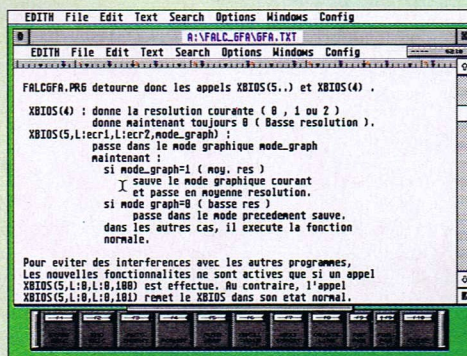 EDITH File Edit Text Search Options Windows Config
A:\FALC_GFA\GFA.TXT
EDITH File Edit Text Search Options Windows Config
FALCGFA.PRG detourne donc les appels XBIOS(5..) et XBIOS(4) .
XBIOS(4) : donne la resolution courante ( 0 , 1 ou 2 )
donne maintenant toujours 0 ( Basse resolution ).
XBIOS(5,L:ecr1,L:ecr2,mode_graph) :
passe dans le mode graphique mode_graph
maintenant :
si mode_graph=1 ( moy. res )
sauve le mode graphique courant
et passe en moyenne resolution.
si mode graph=0 ( basse res )
passe dans le mode precedement sauve.
dans les autres cas, il execute la fonction
normale.
Pour eviter des interferences avec les autres programmes,
Les nouvelles fonctionnalites ne sont actives que si un appel
XBIOS(5,L:0,L:0,100) est effectue. Au contraire, l'appel
XBIOS(5,L:0,L:0,101) remet le XBIOS dans son etat normal.